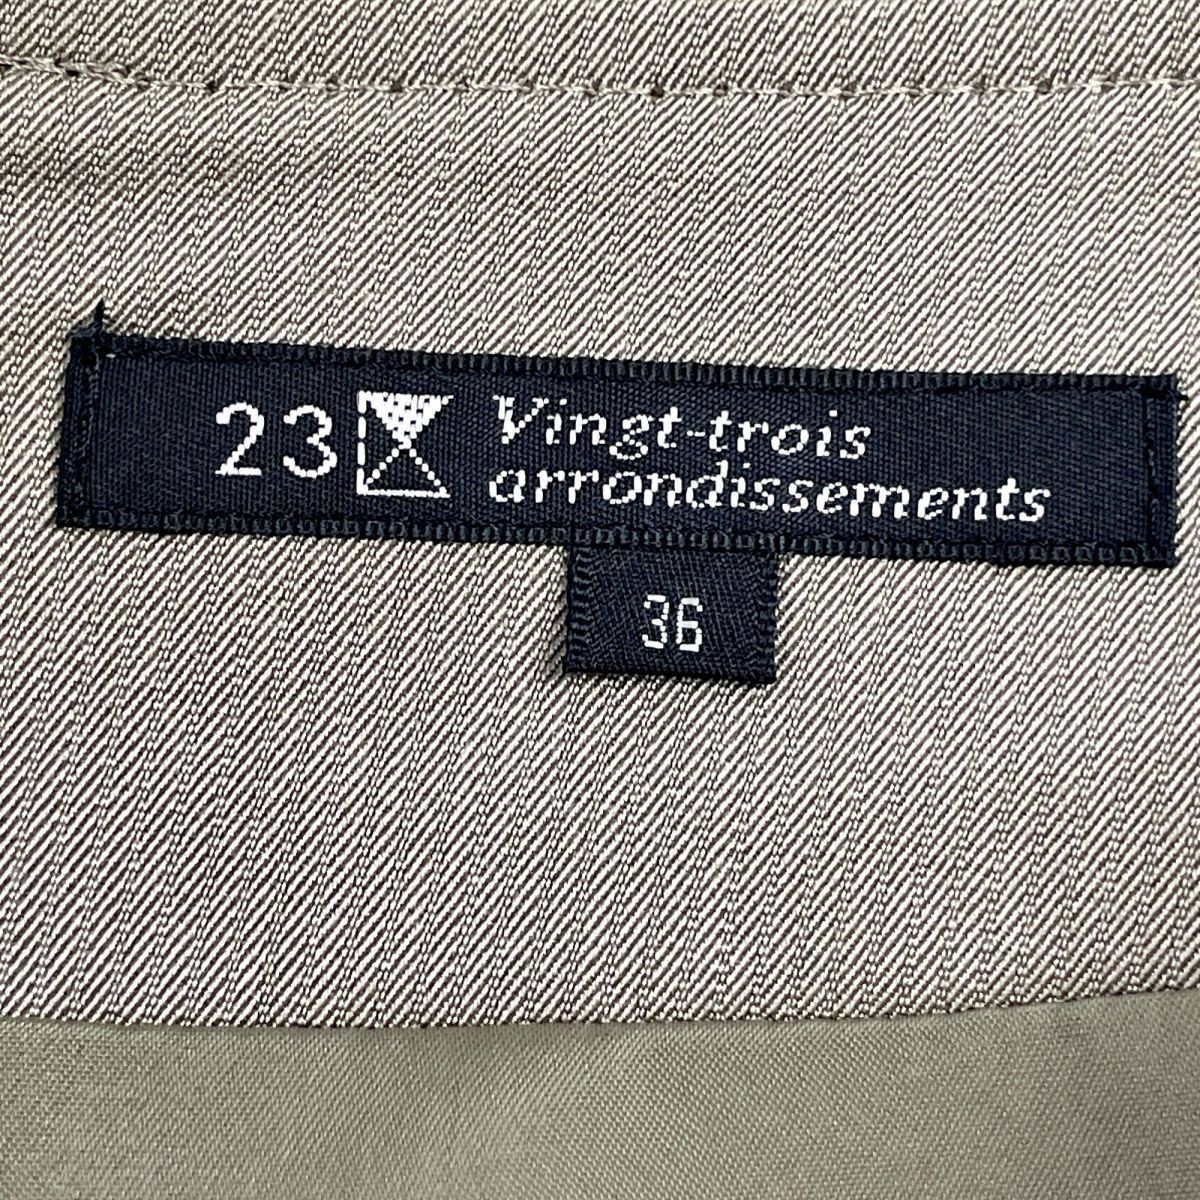 23 Vingt-trois
arrondissements
36